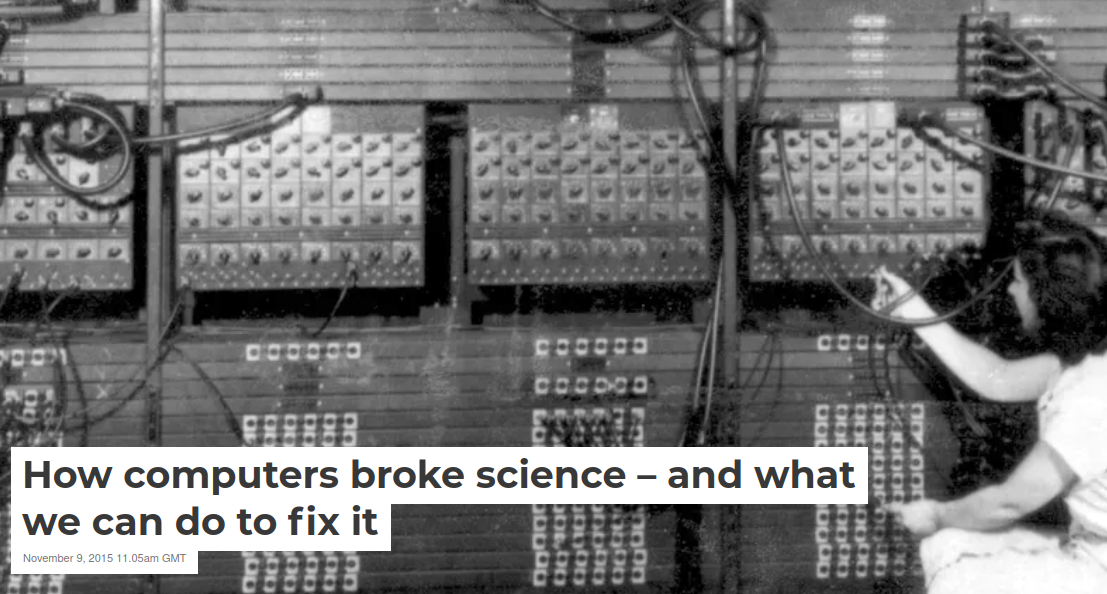 How computers broke science – and what
we can do to fix it
November 9, 2015 11.05am GMT